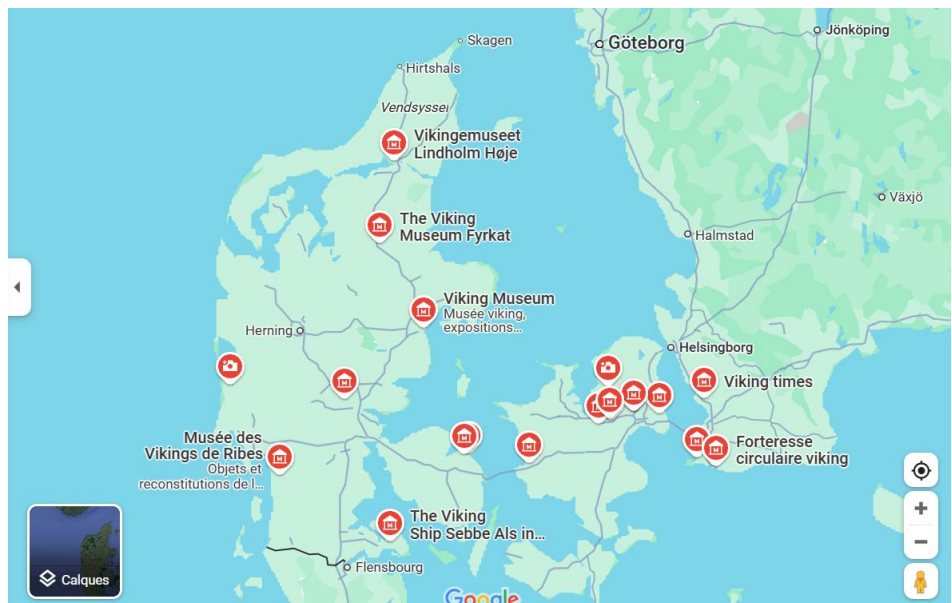 Skagen
Göteborg
Jönköping
Hirtshals
Vendsyssel
Vikingemuseet
Lindholm Høje
Växjö
The Viking
Museum Fyrkat
Halmstad
Viking Museum
Musée viking,
expositions...
Herning
Helsingborg
Viking times
Musée des
Vikings de Ribes
Objets et
reconstitutions de l...
Forteresse
circulaire viking
The Viking
Ship Sebbe Als in...
Calques
Flensbourg
Google